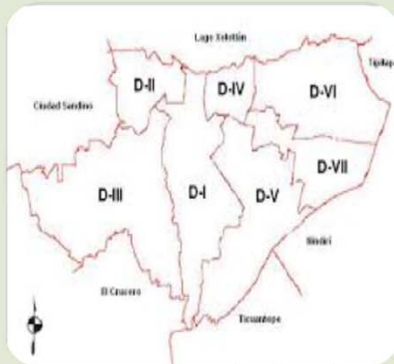 Lago Xolotlán
Tipitapa
D-II
D-IV
D-VI
Ciudad Sandino
D-VII
D-III
D-I
D-V
Nindirí
El Crucero
Ticuantepe